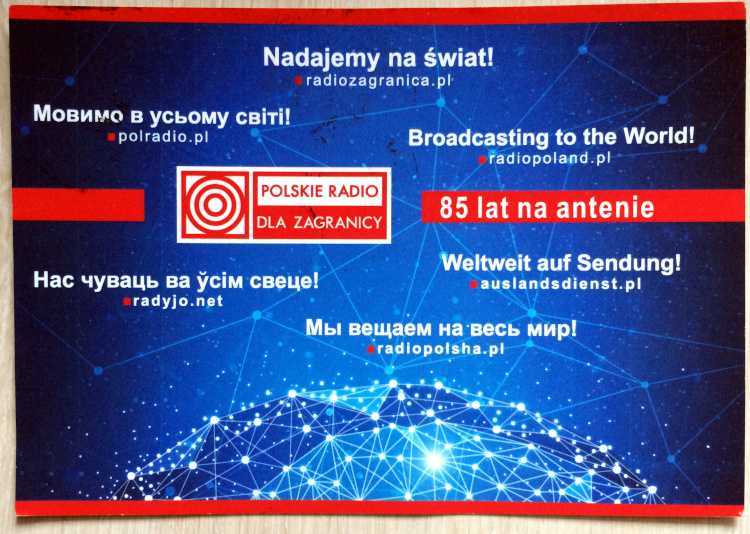 Nadajemy na świat!
radiozagranica.pl
Мовимо в усьому світі!
polradio.pl
Broadcasting to the World!
radiopoland.pl
POLSKIE RADIO
DLA ZAGRANICY
85 lat na antenie
Нас чуваць ва ўсім свеце!
radyjo.net
Weltweit auf Sendung!
auslandsdienst.pl
Мы вещаем на весь мир!
radiopolsha.pl